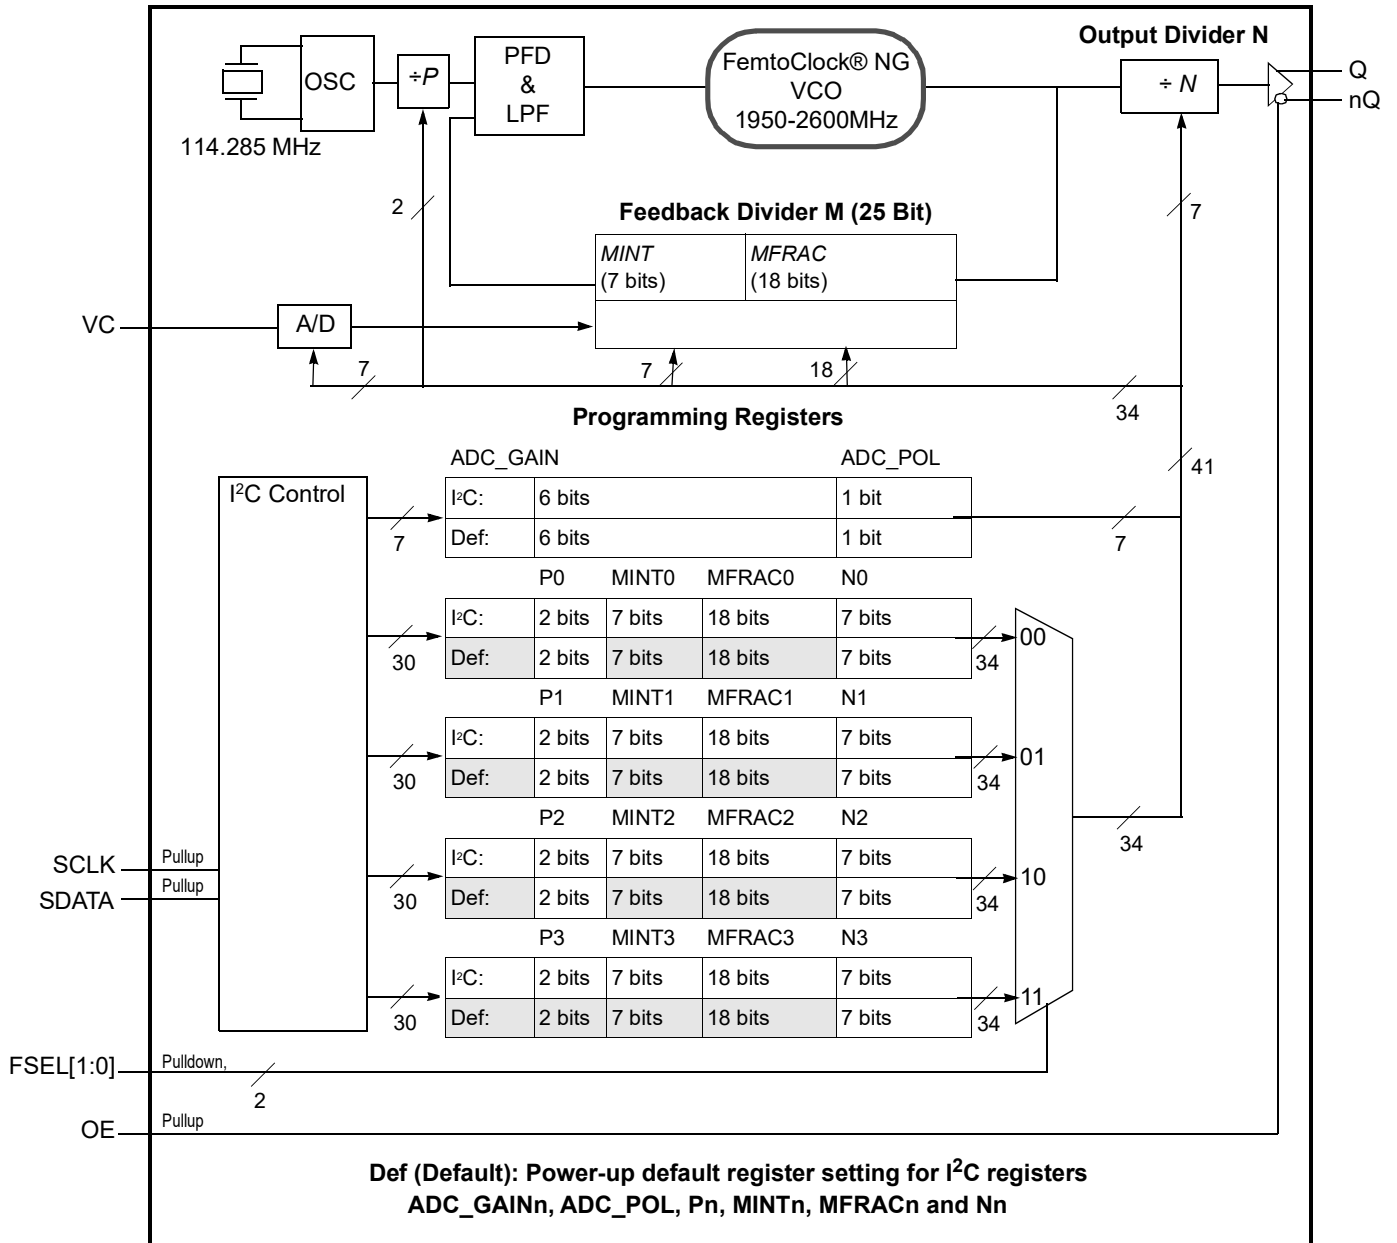 Output Divider N
OSC
÷P
PFD
&
LPF
FemtoClock® NG
VCO
1950-2600MHz
÷ N
Q
nQ
114.285 MHz
2
7
Feedback Divider M (25 Bit)
MINT
(7 bits)
MFRAC
(18 bits)
VC
A/D
7
7
18
34
Programming Registers
41
ADC_GAIN
ADC_POL
I²C Control
I²C:
6 bits
1 bit
7
Def:
6 bits
1 bit
7
P0
MINT0
MFRAC0
N0
I²C:
2 bits
7 bits
18 bits
7 bits
00
30
Def:
2 bits
7 bits
18 bits
7 bits
34
P1
MINT1
MFRAC1
N1
I²C:
2 bits
7 bits
18 bits
7 bits
01
30
Def:
2 bits
7 bits
18 bits
7 bits
34
P2
MINT2
MFRAC2
N2
34
SCLK
Pullup
I²C:
2 bits
7 bits
18 bits
7 bits
10
SDATA
Pullup
30
Def:
2 bits
7 bits
18 bits
7 bits
34
P3
MINT3
MFRAC3
N3
I²C:
2 bits
7 bits
18 bits
7 bits
11
30
Def:
2 bits
7 bits
18 bits
7 bits
34
FSEL[1:0]
Pulldown,
2
OE
Pullup
Def (Default): Power-up default register setting for I²C registers
ADC_GAINn, ADC_POL, Pn, MINTn, MFRACn and Nn